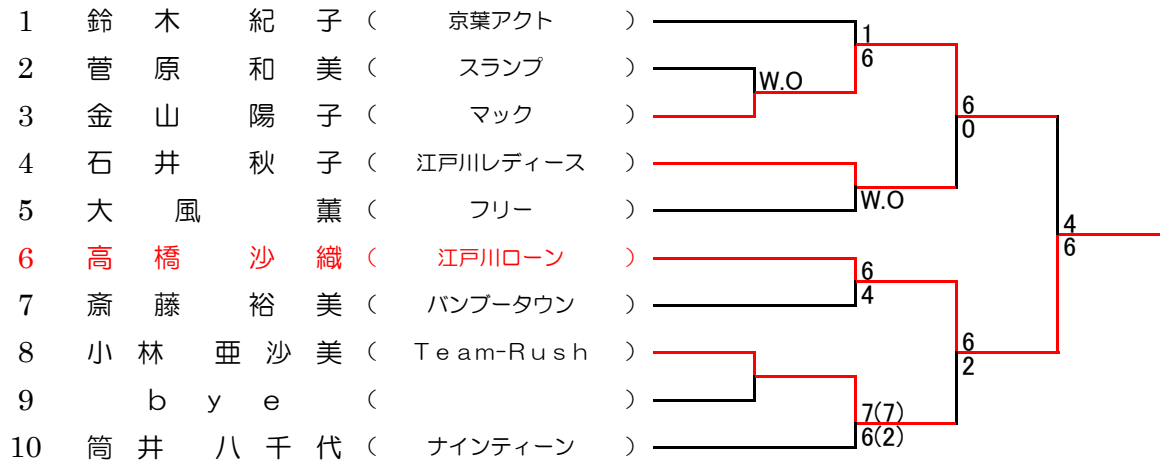 1 鈴木 紀子 ( 京葉アクト )
2 菅原 和美 ( スランプ )
3 金山 陽子 ( マック )
4 石井 秋子 ( 江戸川レディース )
5 大風 薫 ( フリー )
6 高橋 沙織 ( 江戸川ローン )
7 斎藤 裕美 ( バンブータウン )
8 小林 亜沙美 ( Team-Rush )
9 bye ( )
10 筒井 八千代 ( ナインティーン )
1
6
W.O
6
0
W.O
4
6
6
4
6
2
7(7)
6(2)